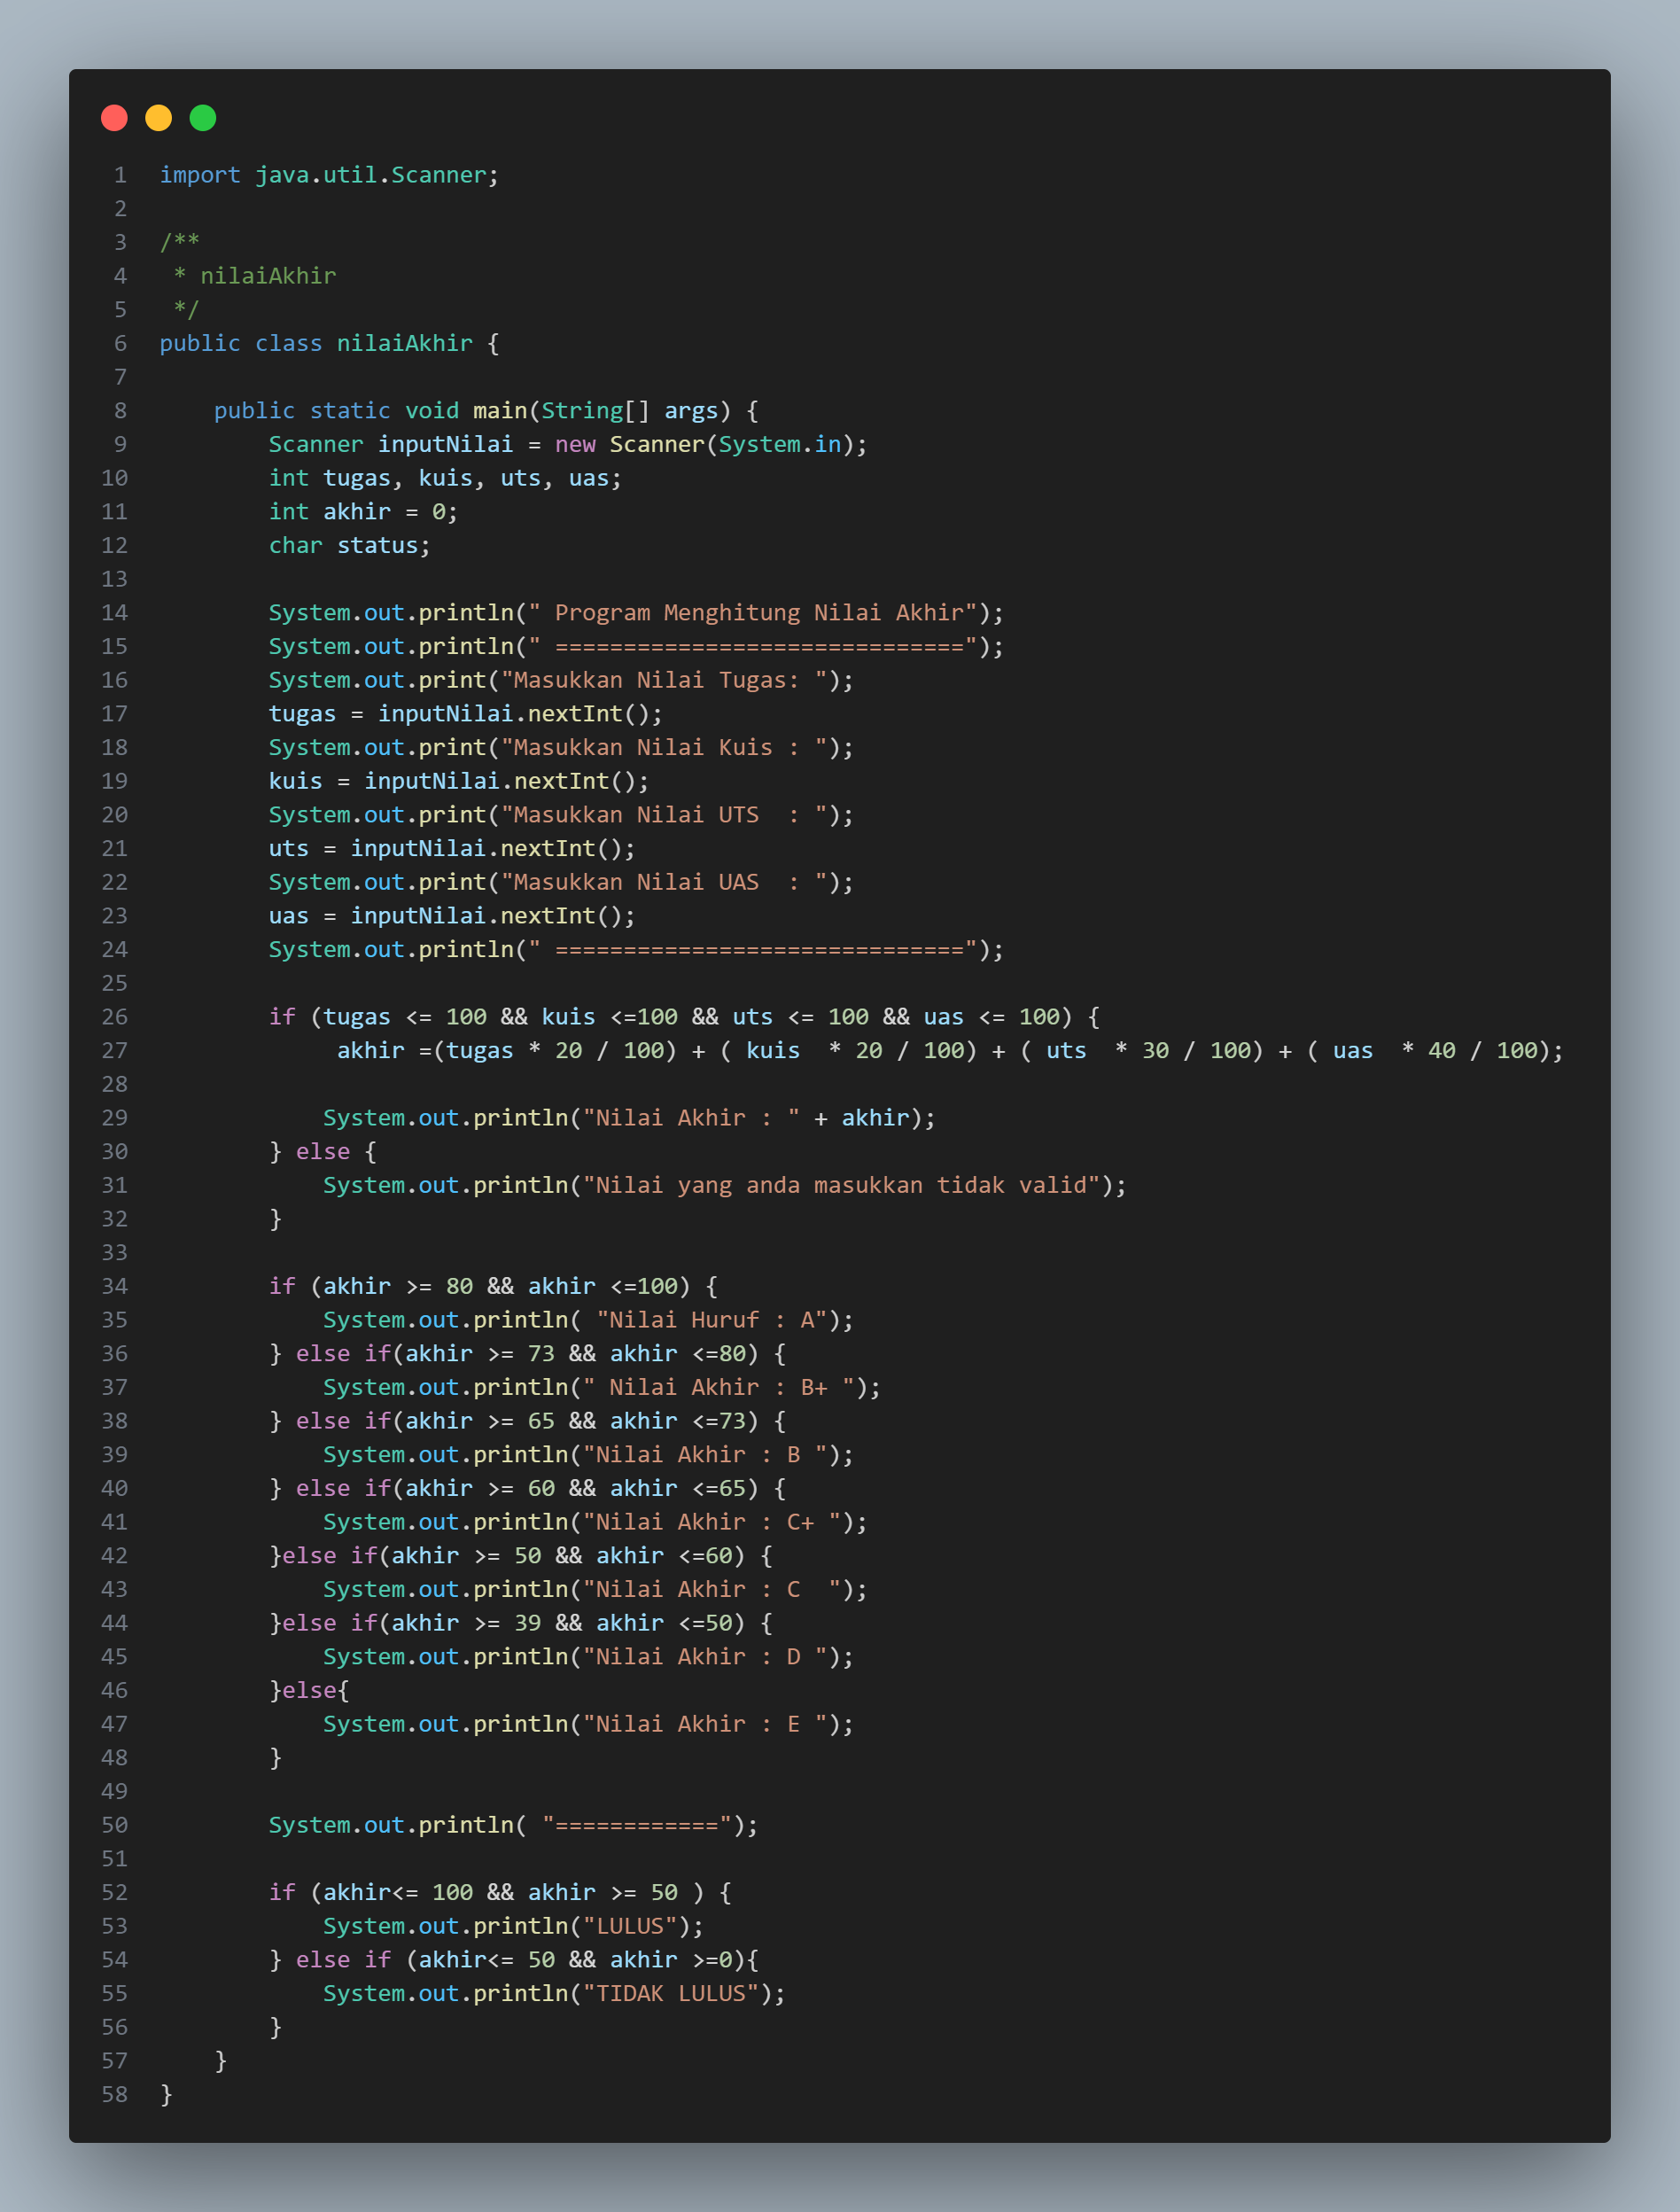 1 import java.util.Scanner;
2
3 /**
4  * nilaiAkhir
5  */
6 public class nilaiAkhir {
7
8     public static void main(String[] args) {
9         Scanner inputNilai = new Scanner(System.in);
10         int tugas, kuis, uts, uas;
11         int akhir = 0;
12         char status;
13
14         System.out.println(" Program Menghitung Nilai Akhir");
15         System.out.println(" ==============================");
16         System.out.print("Masukkan Nilai Tugas: ");
17         tugas = inputNilai.nextInt();
18         System.out.print("Masukkan Nilai Kuis : ");
19         kuis = inputNilai.nextInt();
20         System.out.print("Masukkan Nilai UTS  : ");
21         uts = inputNilai.nextInt();
22         System.out.print("Masukkan Nilai UAS  : ");
23         uas = inputNilai.nextInt();
24         System.out.println(" ==============================");
25
26         if (tugas <= 100 && kuis <=100 && uts <= 100 && uas <= 100) {
27              akhir =(tugas * 20 / 100) + ( kuis  * 20 / 100) + ( uts  * 30 / 100) + ( uas  * 40 / 100);
28
29             System.out.println("Nilai Akhir : " + akhir);
30         } else {
31             System.out.println("Nilai yang anda masukkan tidak valid");
32         }
33
34         if (akhir >= 80 && akhir <=100) {
35             System.out.println( "Nilai Huruf : A");
36         } else if(akhir >= 73 && akhir <=80) {
37             System.out.println(" Nilai Akhir : B+ ");
38         } else if(akhir >= 65 && akhir <=73) {
39             System.out.println("Nilai Akhir : B ");
40         } else if(akhir >= 60 && akhir <=65) {
41             System.out.println("Nilai Akhir : C+ ");
42         }else if(akhir >= 50 && akhir <=60) {
43             System.out.println("Nilai Akhir : C  ");
44         }else if(akhir >= 39 && akhir <=50) {
45             System.out.println("Nilai Akhir : D ");
46         }else{
47             System.out.println("Nilai Akhir : E ");
48         }
49
50         System.out.println( "============");
51
52         if (akhir<= 100 && akhir >= 50 ) {
53             System.out.println("LULUS");
54         } else if (akhir<= 50 && akhir >=0){
55             System.out.println("TIDAK LULUS");
56         }
57     }
58 }